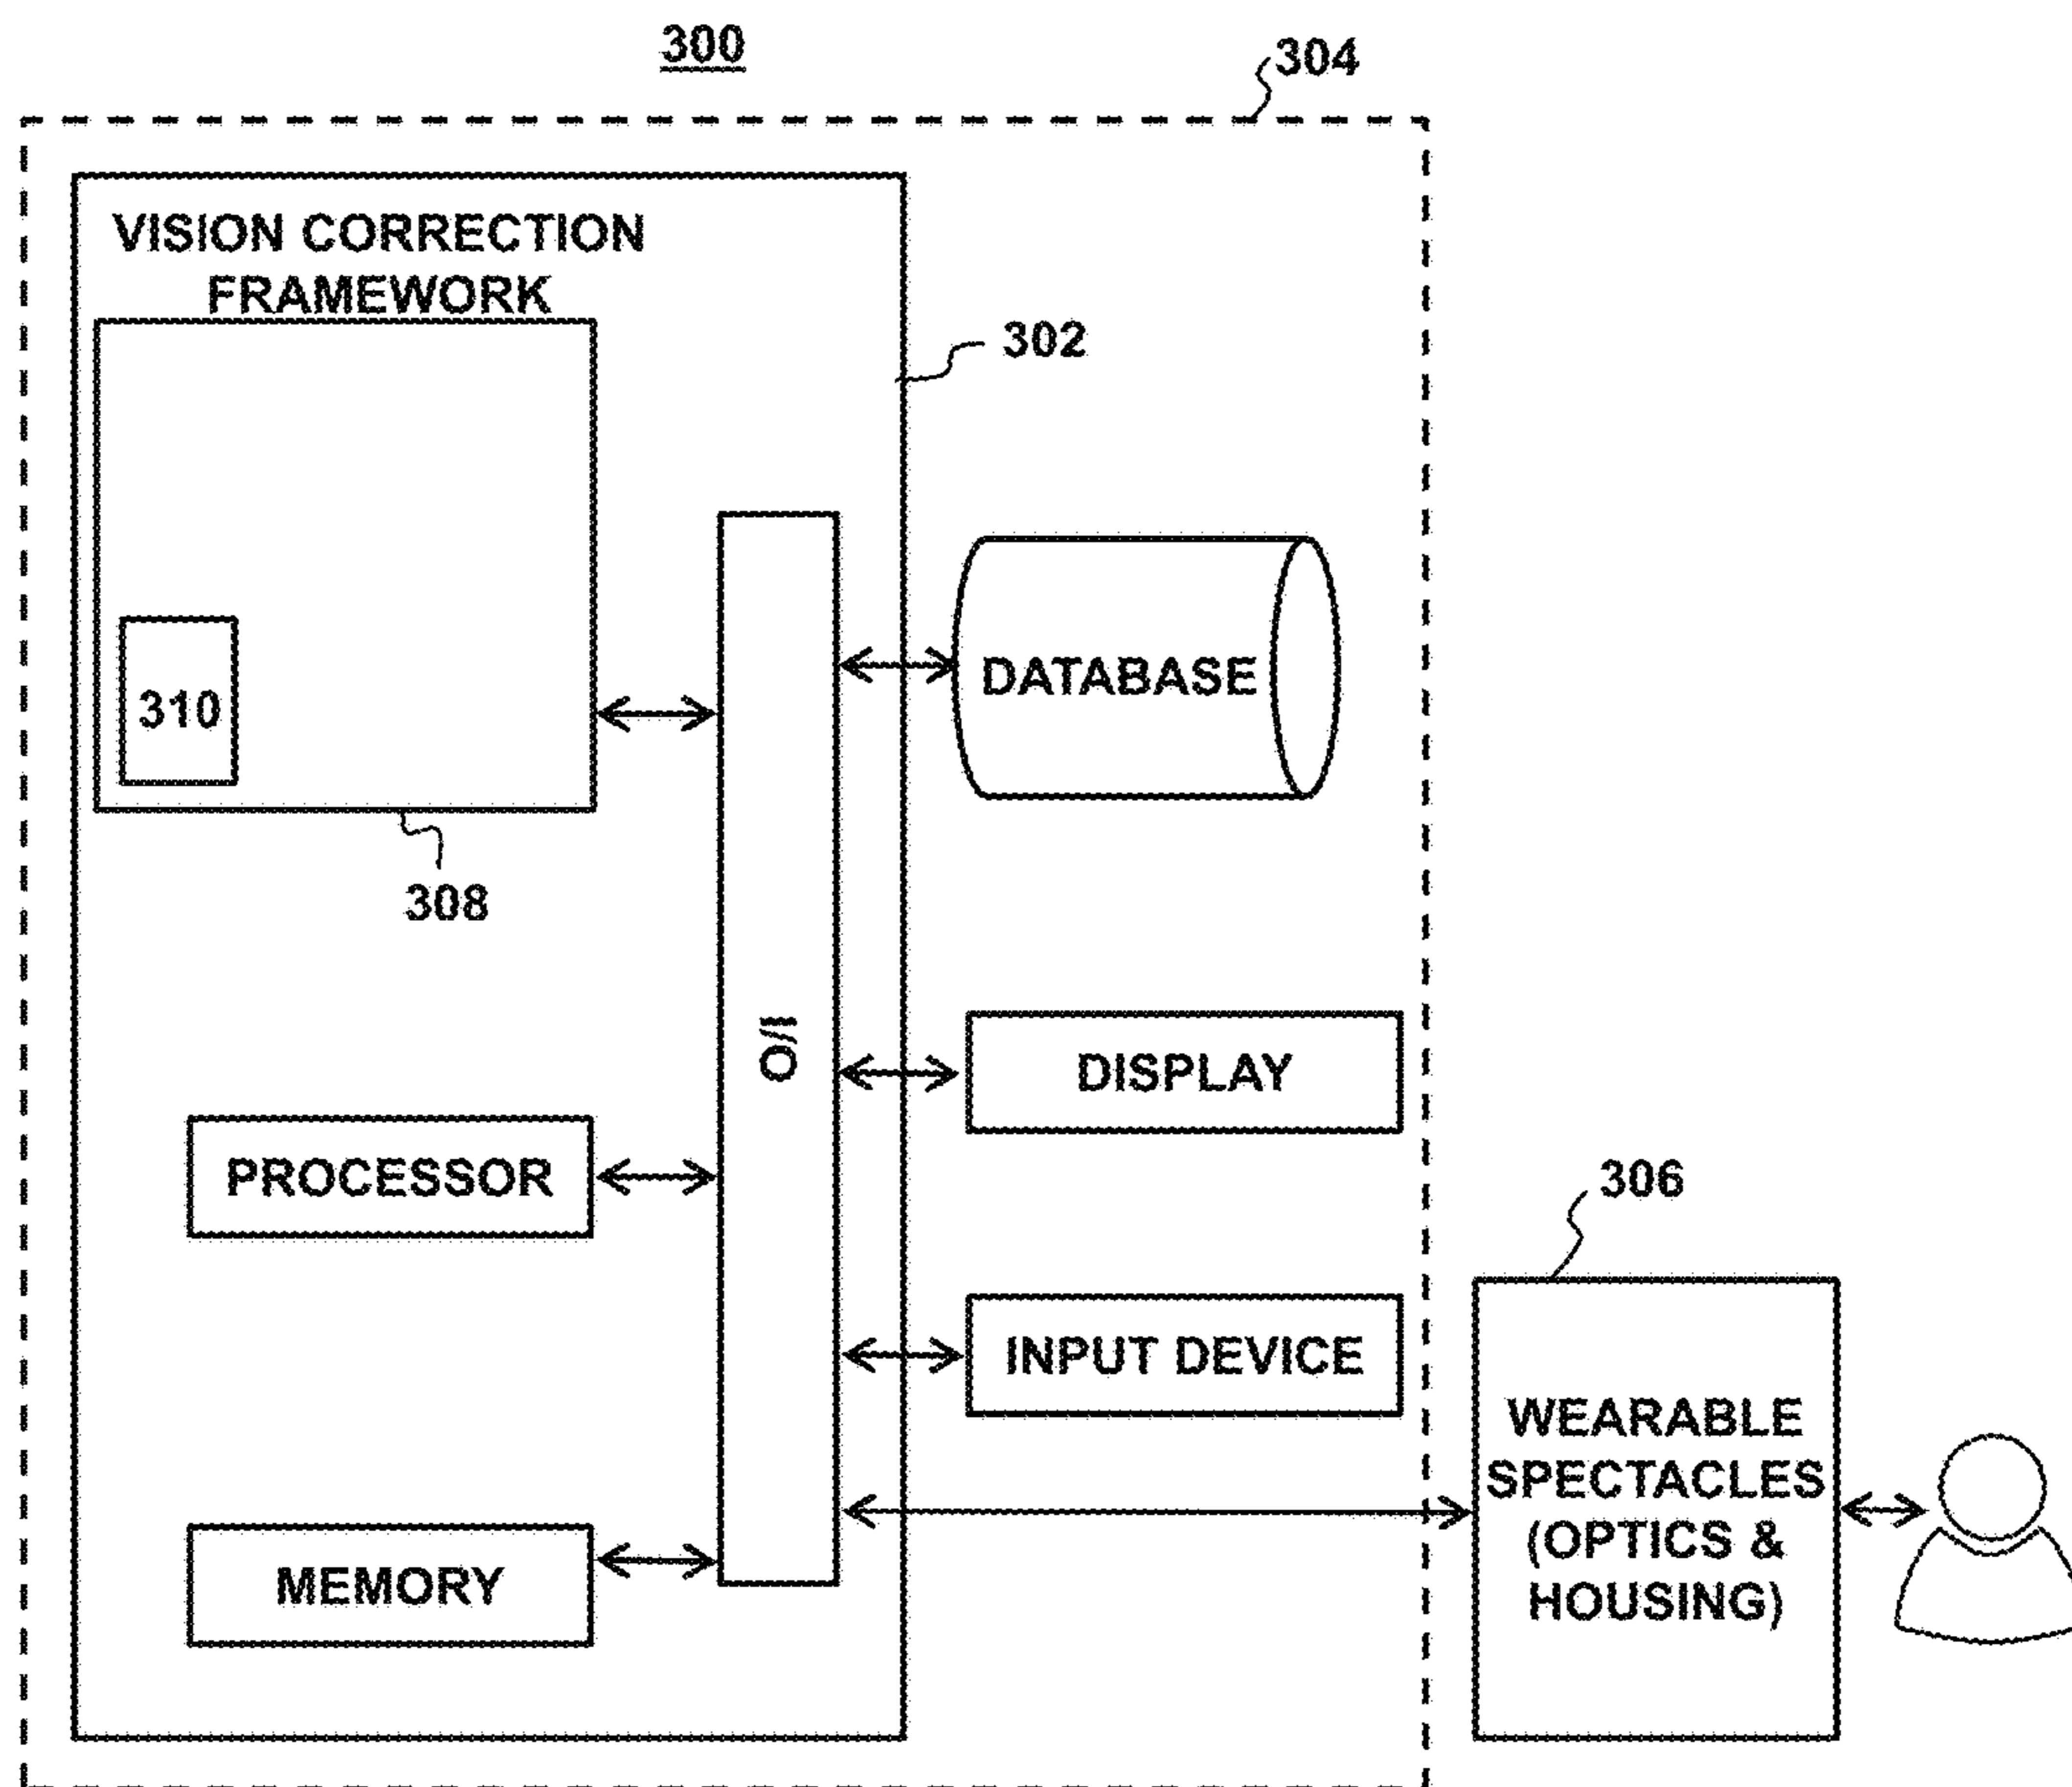 300
304
VISION CORRECTION
FRAMEWORK
302
310
DATABASE
308
I/O
DISPLAY
PROCESSOR
306
INPUT DEVICE
WEARABLE
SPECTACLES
(OPTICS &
HOUSING)
MEMORY